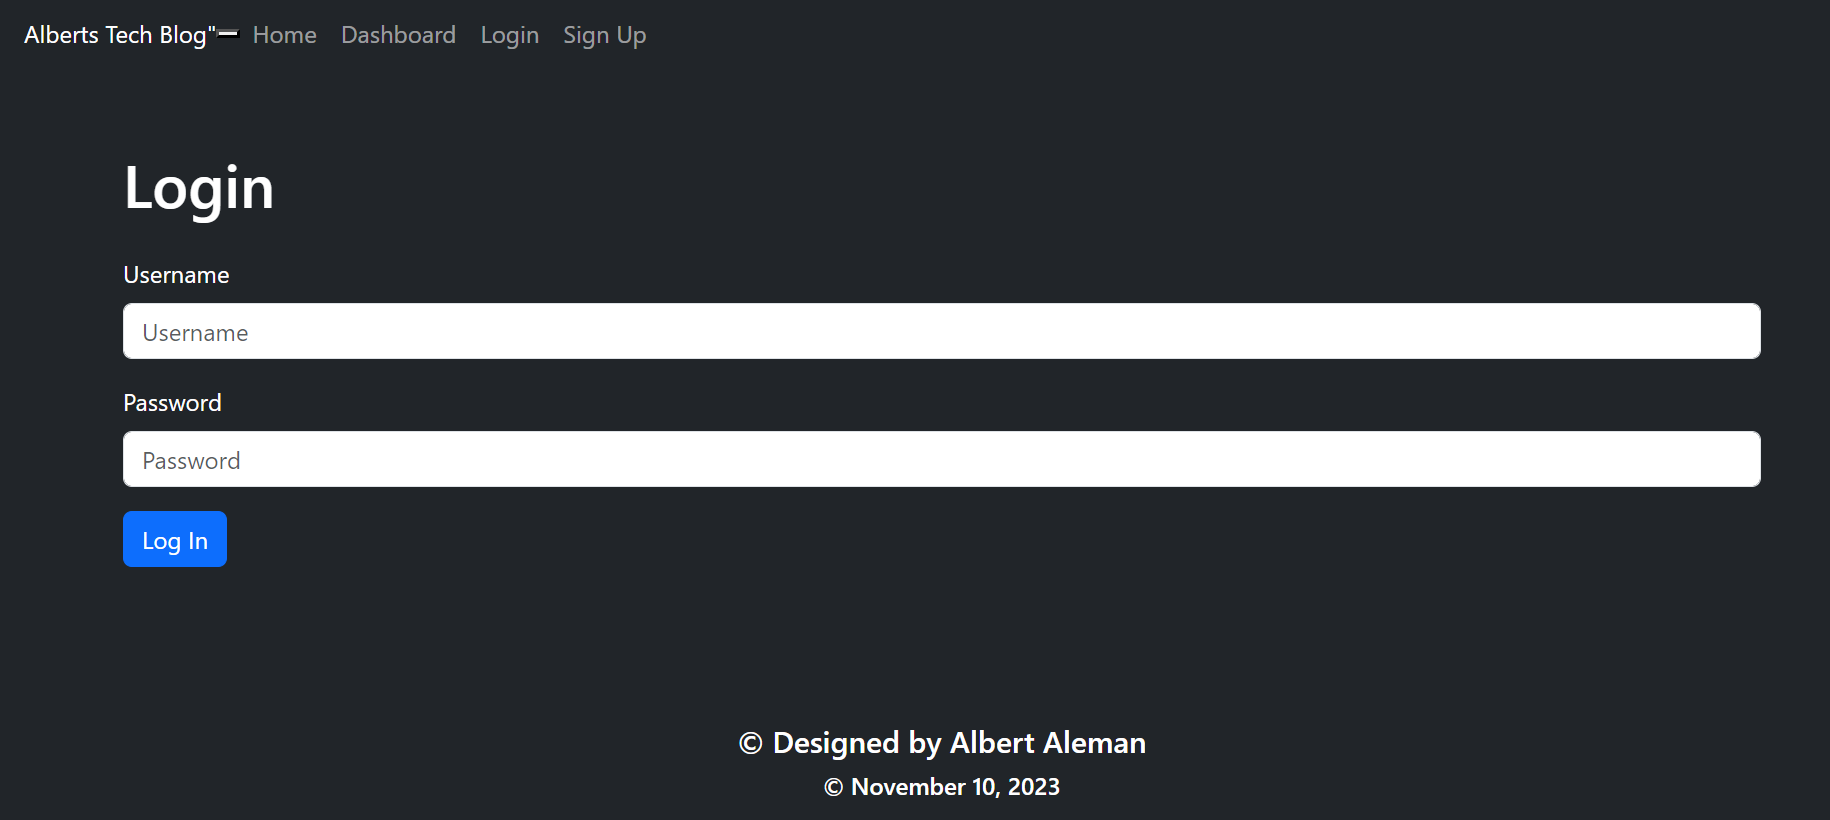 Alberts Tech Blog" Home Dashboard Login Sign Up
Login
Username
Username
Password
Password
Log In
© Designed by Albert Aleman
© November 10, 2023